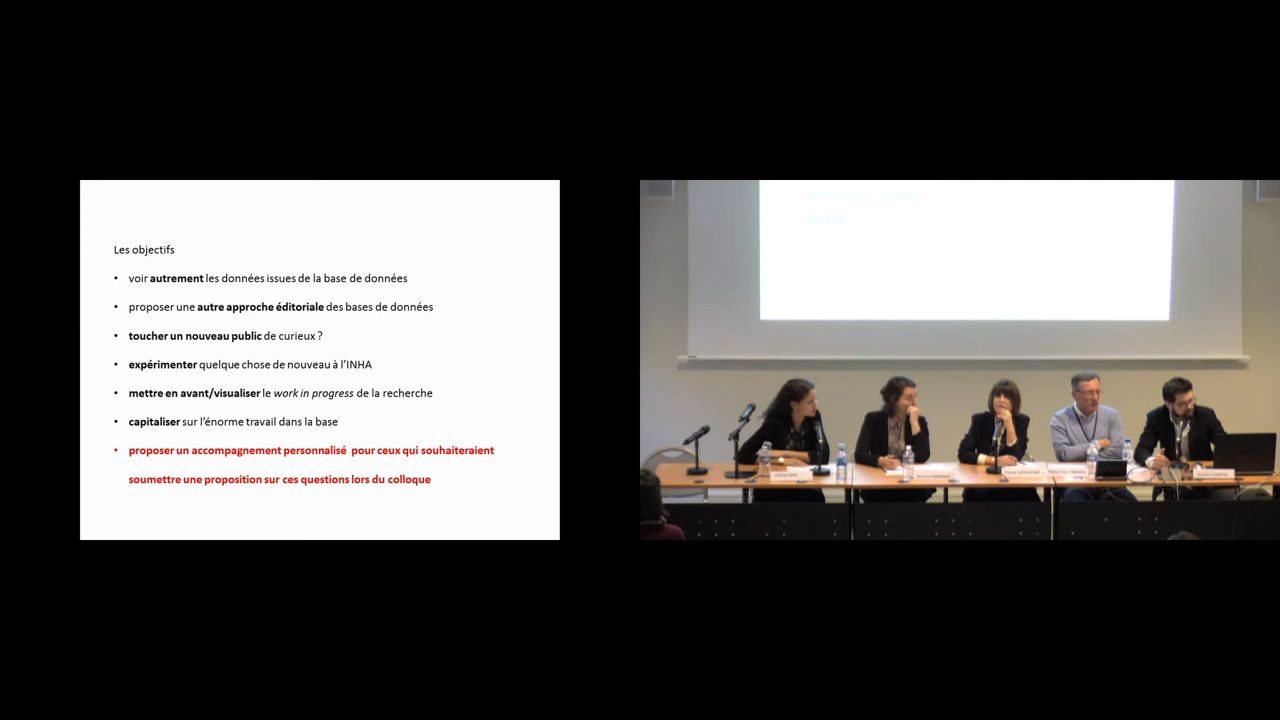 Les objectifs
• voir autrement les données issues de la base de données
• proposer une autre approche éditoriale des bases de données
• toucher un nouveau public de curieux ?
• expérimenter quelque chose de nouveau à l'INHA
• mettre en avant/visualiser le work in progress de la recherche
• capitaliser sur l'énorme travail dans la base
• proposer un accompagnement personnalisé pour ceux qui souhaiteraient
soumettre une proposition sur ces questions lors du colloque